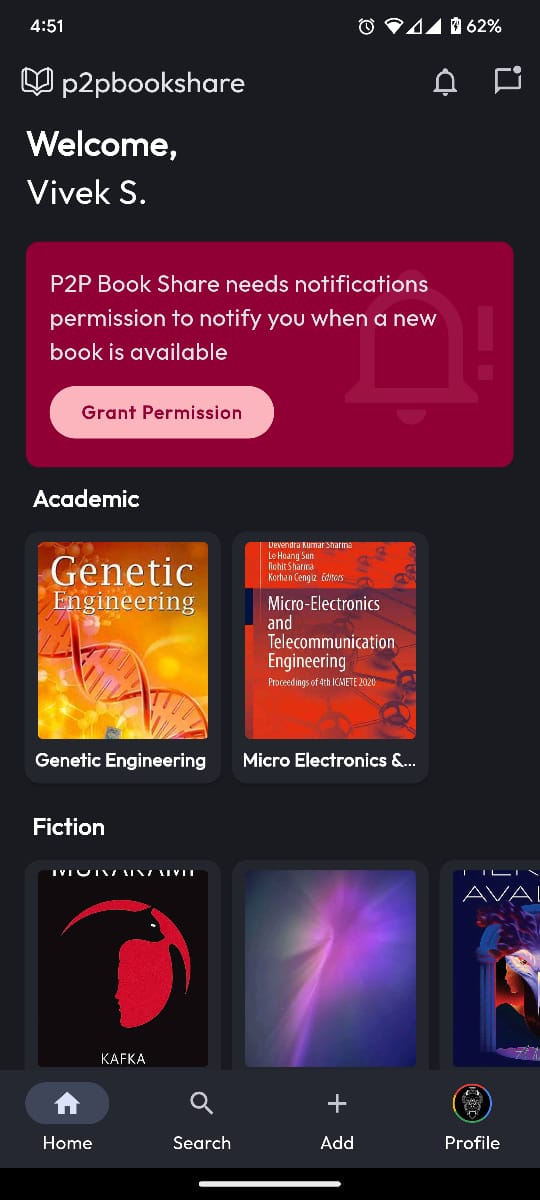 4:51
62%
p2pbookshare
Welcome,
Vivek S.
P2P Book Share needs notifications
permission to notify you when a new
book is available
Grant Permission
Academic
Genetic
Engineering
Genetic Engineering
Devendra Kumar Sharma
Le Hoang Son
Rohit Sharma
Korhan Cengiz Editors
Micro-Electronics
and
Telecommunication
Engineering
Proceedings of 4th ICMETE 2020
Micro Electronics &...
Fiction
MURAKAMI
KAFKA
Home
Search
Add
Profile